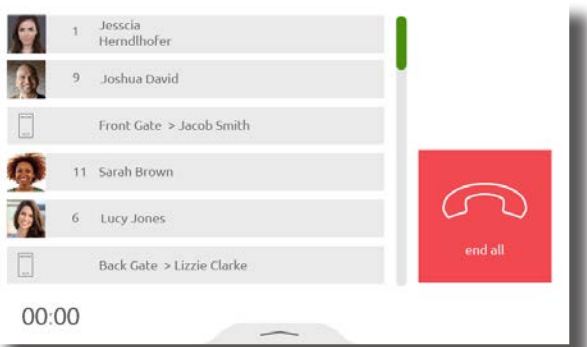 1 Jesscia
Herndlhofer
9 Joshua David
Front Gate > Jacob Smith
11 Sarah Brown
6 Lucy Jones
end all
Back Gate > Lizzie Clarke
00:00